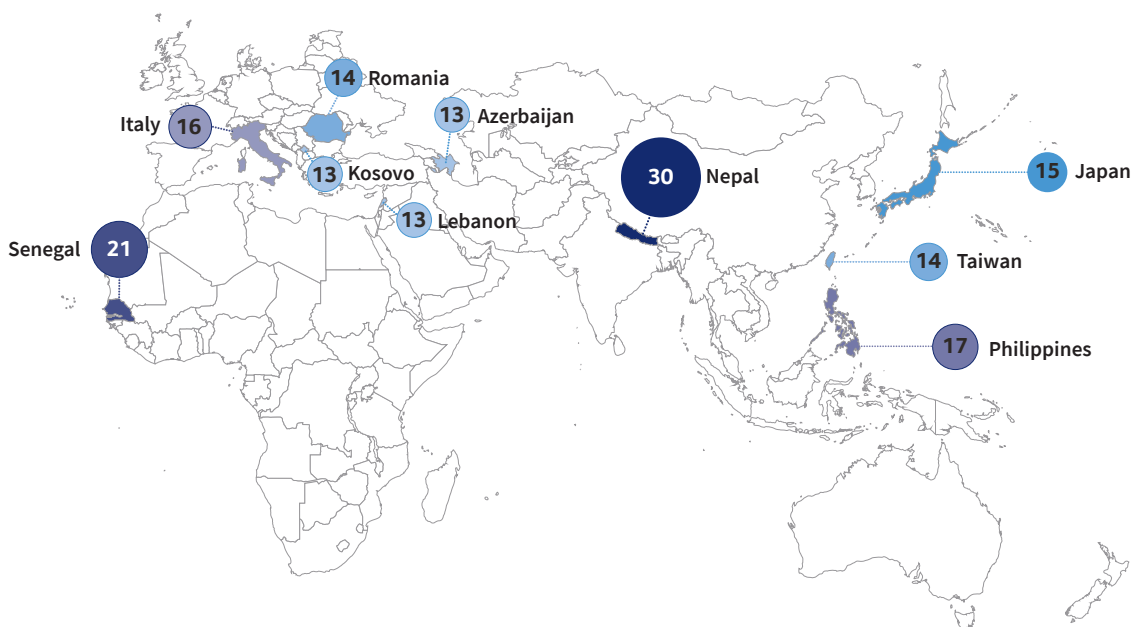 14 Romania
13 Azerbaijan
Italy 16
13 Kosovo
30 Nepal
15 Japan
13 Lebanon
Senegal 21
14 Taiwan
17 Philippines